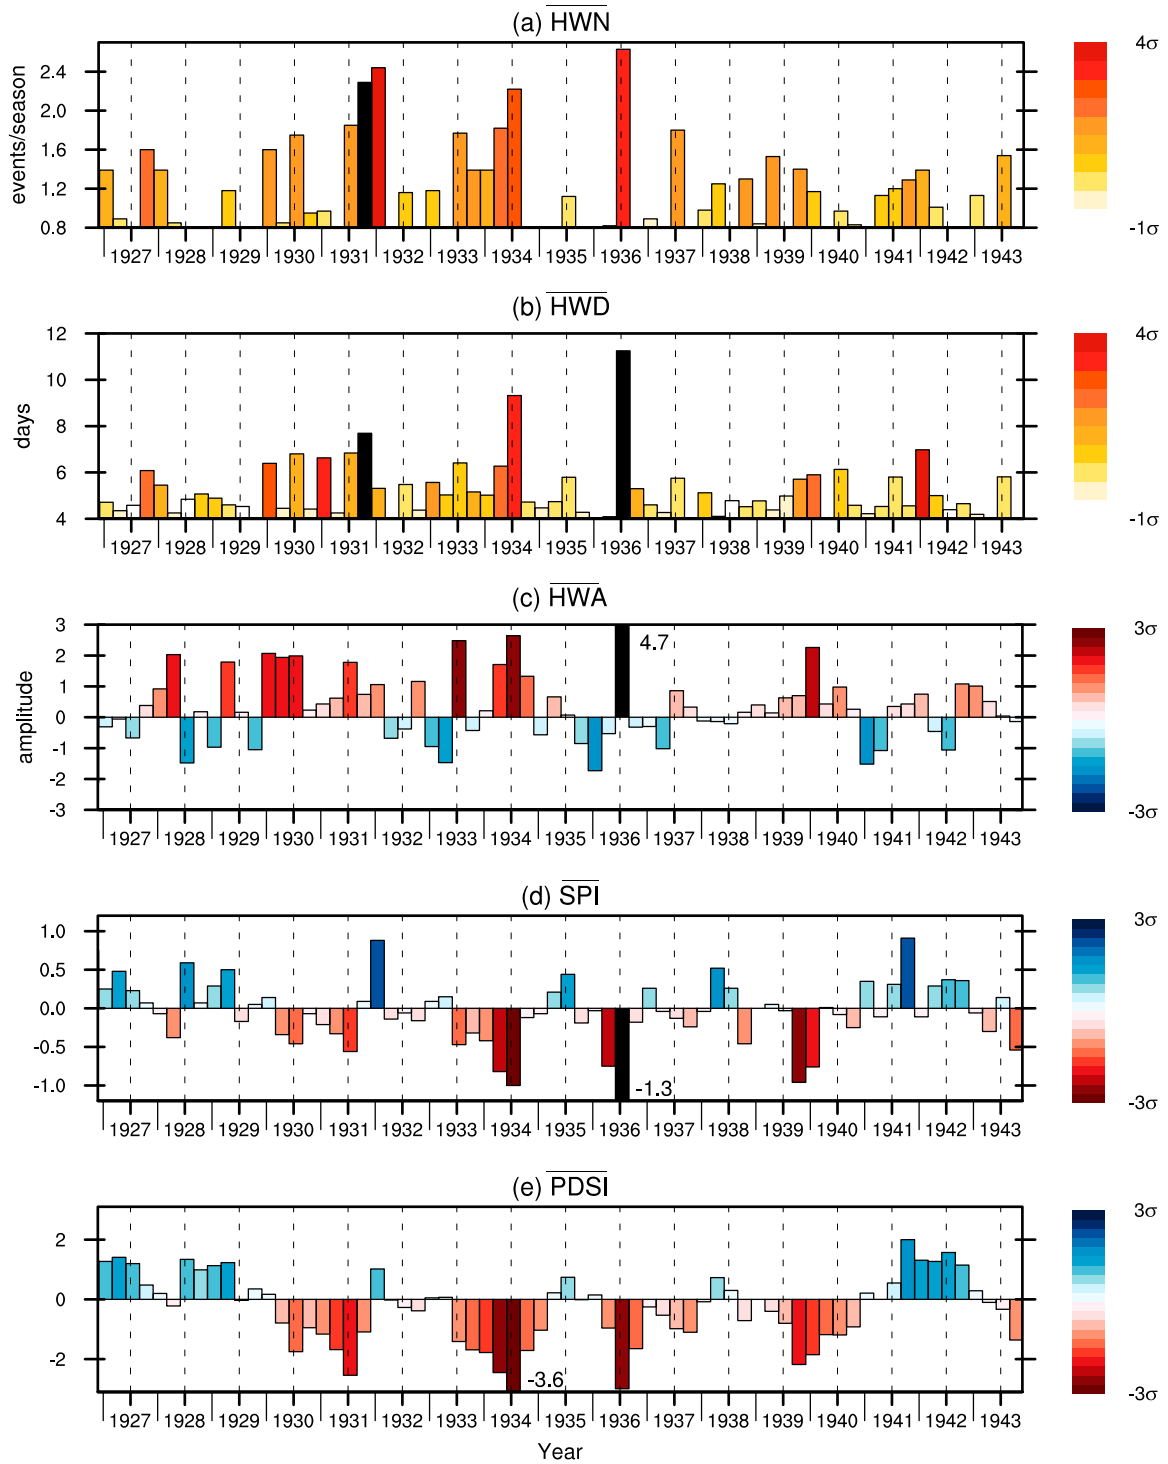 (a) HWN
events/season
2.4
2.0
1.6
1.2
0.8
1927 1928 1929 1930 1931 1932 1933 1934 1935 1936 1937 1938 1939 1940 1941 1942 1943
4σ
-1σ
(b) HWD
days
12
10
8
6
4
1927 1928 1929 1930 1931 1932 1933 1934 1935 1936 1937 1938 1939 1940 1941 1942 1943
4σ
-1σ
(c) HWA
amplitude
3
2
1
0
-1
-2
-3
4.7
1927 1928 1929 1930 1931 1932 1933 1934 1935 1936 1937 1938 1939 1940 1941 1942 1943
3σ
-3σ
(d) SPI
1.0
0.5
0.0
-0.5
-1.0
-1.3
1927 1928 1929 1930 1931 1932 1933 1934 1935 1936 1937 1938 1939 1940 1941 1942 1943
3σ
-3σ
(e) PDSI
2
0
-2
-3.6
1927 1928 1929 1930 1931 1932 1933 1934 1935 1936 1937 1938 1939 1940 1941 1942 1943
Year
3σ
-3σ